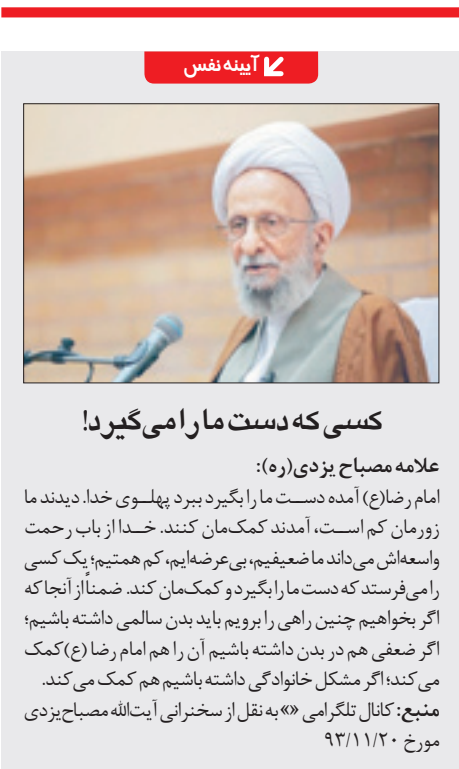 آیینه نفس
کسی که دست ما را می‌گیرد!
علامه مصباح یزدی(ره):
امام رضا(ع) آمده دست ما را بگیرد ببرد پهلوی خدا. دیدند ما
زورمان کم است، آمدند کمک‌مان کنند. خدا از باب رحمت
واسعه‌اش می‌داند ما ضعیفیم، بی‌عرضه‌ایم، کم همتیم؛ یک کسی
را می‌فرستد که دست ما را بگیرد و کمک‌مان کند. ضمناً از آنجا که
اگر بخواهیم چنین راهی را برویم باید بدن سالمی داشته باشیم؛
اگر ضعفی هم در بدن داشته باشیم آن را هم امام رضا (ع) کمک
می‌کند؛ اگر مشکل خانوادگی داشته باشیم هم کمک می‌کند.
منبع: کانال تلگرامی «» به نقل از سخنرانی آیت‌الله مصباح‌یزدی
مورخ ۹۳/۱۱/۲۰